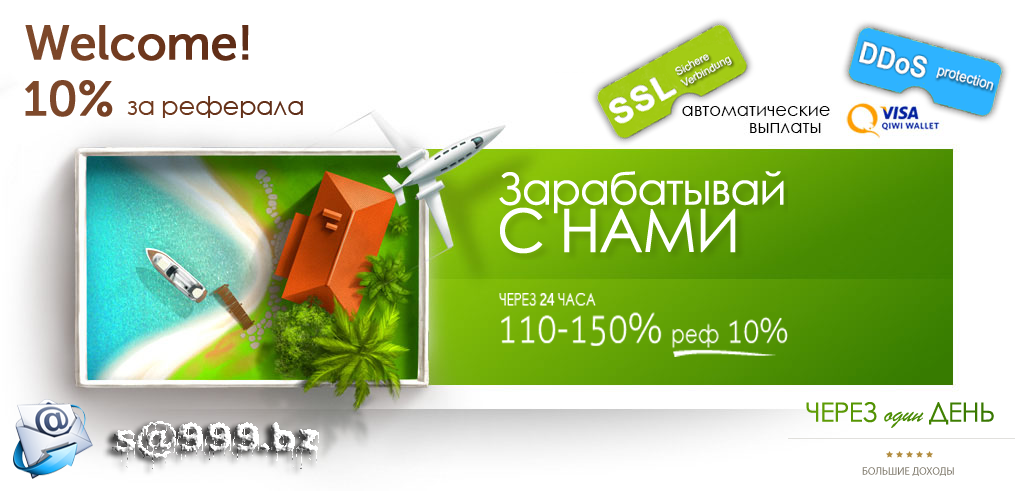 Welcome!
10% за реферала
SSL Sichere
Verbindung
DDoS protection
автоматические
выплаты
VISA
QIWI WALLET
Зарабатывай
С НАМИ
ЧЕРЕЗ 24 ЧАСА
110-150% реф 10%
s@999.bz
ЧЕРЕЗ один ДЕНЬ
БОЛЬШИЕ ДОХОДЫ